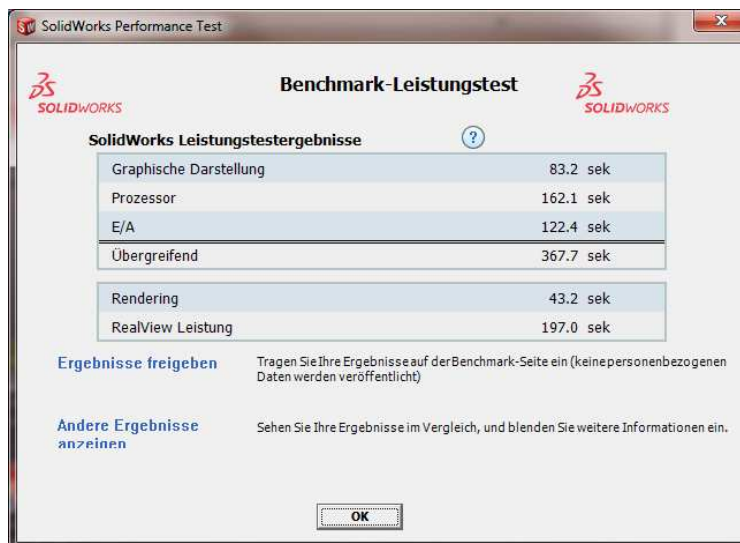 SolidWorks Performance Test
Benchmark-Leistungstest
SOLIDWORKS
SOLIDWORKS
SolidWorks Leistungstestergebnisse ?
Graphische Darstellung 83.2 sek
Prozessor 162.1 sek
E/A 122.4 sek
Übergreifend 367.7 sek
Rendering 43.2 sek
RealView Leistung 197.0 sek
Ergebnisse freigeben
Tragen Sie Ihre Ergebnisse auf der Benchmark-Seite ein (keine personenbezogenen
Daten werden veröffentlicht)
Andere Ergebnisse
anzeigen
Sehen Sie Ihre Ergebnisse im Vergleich, und blenden Sie weitere Informationen ein.
OK